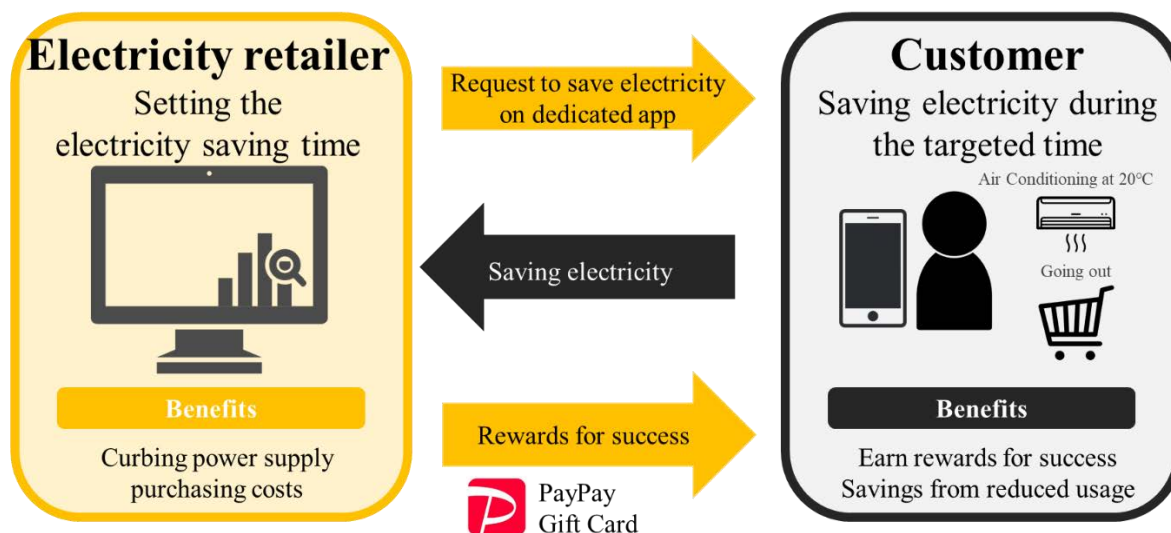 Electricity retailer
Setting the
electricity saving time
Benefits
Curbing power supply
purchasing costs
Request to save electricity
on dedicated app
Saving electricity
Rewards for success
PayPay
Gift Card
Customer
Saving electricity during
the targeted time
Air Conditioning at 20℃
Going out
Benefits
Earn rewards for success
Savings from reduced usage